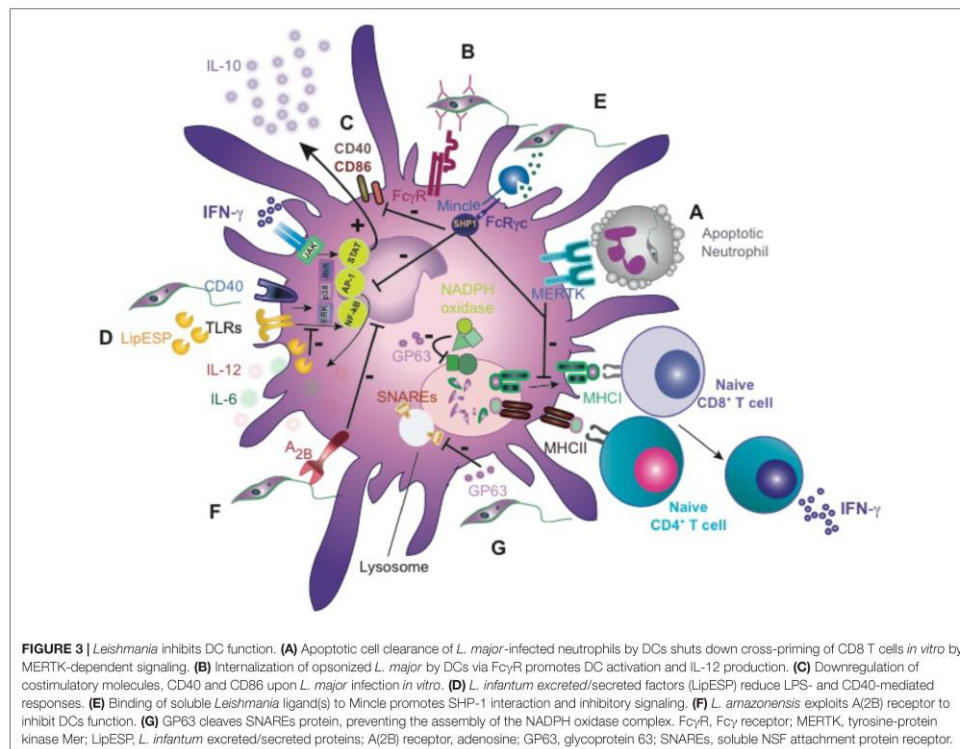 IL-10
B
E
C
CD40
CD86
FcγR
Mincle
SHP1
FcRγc
A
Apoptotic
Neutrophil
IFN-γ
JAK
+
STAT
-
-
MERTK
CD40
ERK p38 JNK
AP-1
NF-kB
NADPH
oxidase
D
LipESP
TLRs
-
GP63
-
-
IL-12
IL-6
-
SNAREs
MHCI
Naive
CD8⁺ T cell
A2B
-
MHCII
F
GP63
Naive
CD4⁺ T cell
IFN-γ
G
Lysosome
FIGURE 3 | Leishmania inhibits DC function. (A) Apoptotic cell clearance of L. major-infected neutrophils by DCs shuts down cross-priming of CD8 T cells in vitro by
MERTK-dependent signaling. (B) Internalization of opsonized L. major by DCs via FcγR promotes DC activation and IL-12 production. (C) Downregulation of
costimulatory molecules, CD40 and CD86 upon L. major infection in vitro. (D) L. infantum excreted/secreted factors (LipESP) reduce LPS- and CD40-mediated
responses. (E) Binding of soluble Leishmania ligand(s) to Mincle promotes SHP-1 interaction and inhibitory signaling. (F) L. amazonensis exploits A(2B) receptor to
inhibit DCs function. (G) GP63 cleaves SNAREs protein, preventing the assembly of the NADPH oxidase complex. FcγR, Fcγ receptor; MERTK, tyrosine-protein
kinase Mer; LipESP, L. infantum excreted/secreted proteins; A(2B) receptor, adenosine; GP63, glycoprotein 63; SNAREs, soluble NSF attachment protein receptor.